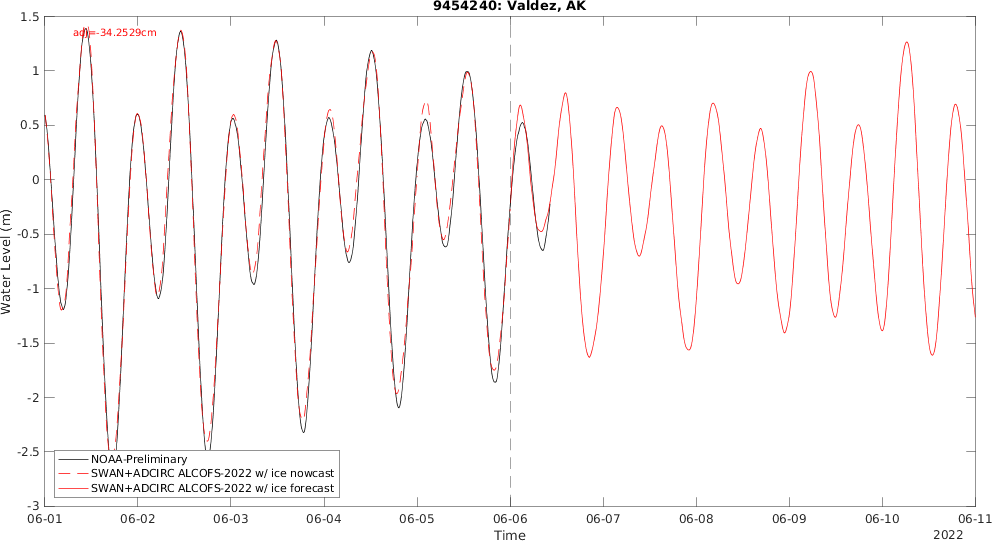 9454240: Valdez, AK
adj=-34.2529cm
1.5
1
0.5
0
-0.5
-1
-1.5
-2
-2.5
-3
Water Level (m)
NOAA-Preliminary
SWAN+ADCIRC ALCOFS-2022 w/ ice nowcast
SWAN+ADCIRC ALCOFS-2022 w/ ice forecast
06-01 06-02 06-03 06-04 06-05 06-06 06-07 06-08 06-09 06-10 06-11
Time
2022